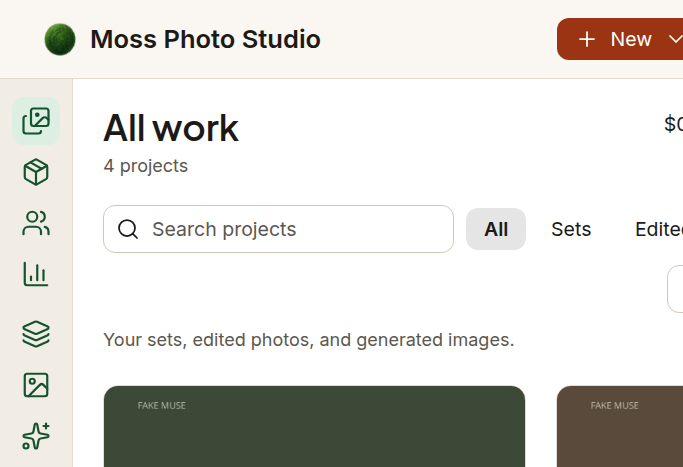 Moss Photo Studio
New
All work
4 projects
Search projects
All
Sets
Your sets, edited photos, and generated images.
FAKE MUSE
FAKE MUSE